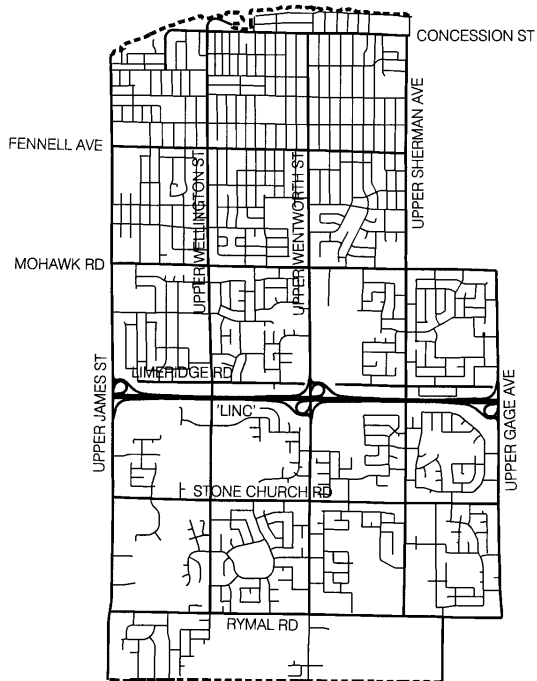 CONCESSION ST
FENNELL AVE
UPPER SHERMAN AVE
UPPER WELLINGTON ST
UPPER WENTWORTH ST
MOHAWK RD
LIMERIDGE RD
UPPER JAMES ST
'LINC'
UPPER GAGE AVE
STONE CHURCH RD
RYMAL RD